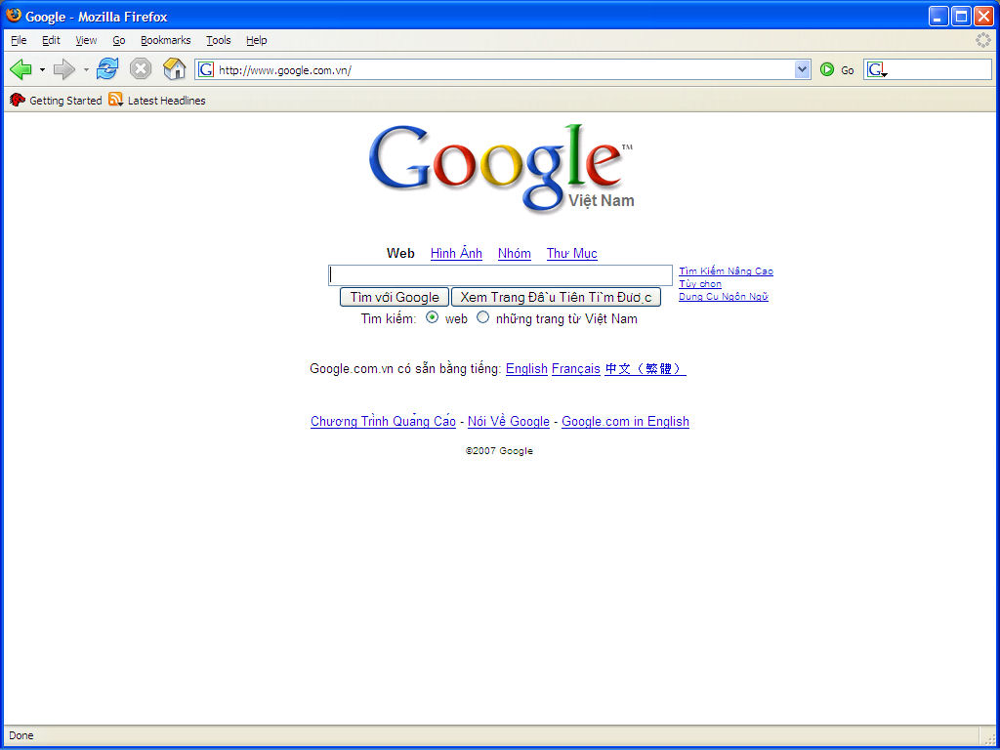 Google - Mozilla Firefox
File Edit View Go Bookmarks Tools Help
G http://www.google.com.vn/ Go G
Getting Started Latest Headlines
Google™
Việt Nam
Web Hình Ảnh Nhóm Thư Mục
Tìm Kiếm Nâng Cao
Tùy chọn
Dụng Cụ Ngôn Ngữ
Tìm với Google Xem Trang Đầu Tiên Tìm Được
Tìm kiếm: web những trang từ Việt Nam
Google.com.vn có sẵn bằng tiếng: English Français 中文（繁體）
Chương Trình Quảng Cáo - Nói Về Google - Google.com in English
©2007 Google
Done